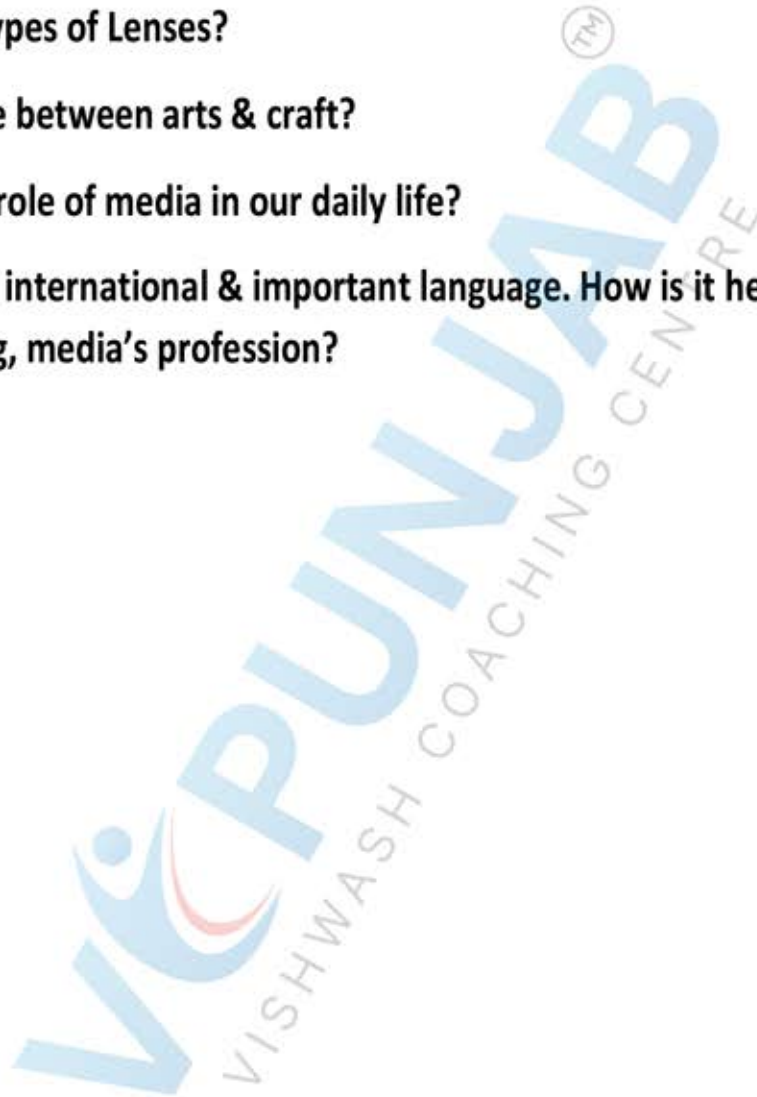 ypes of Lenses?
e between arts & craft?
role of media in our daily life?
international & important language. How is it he
g, media's profession?
VCPUNJAB
TM
VISHWASH COACHING CENTRE